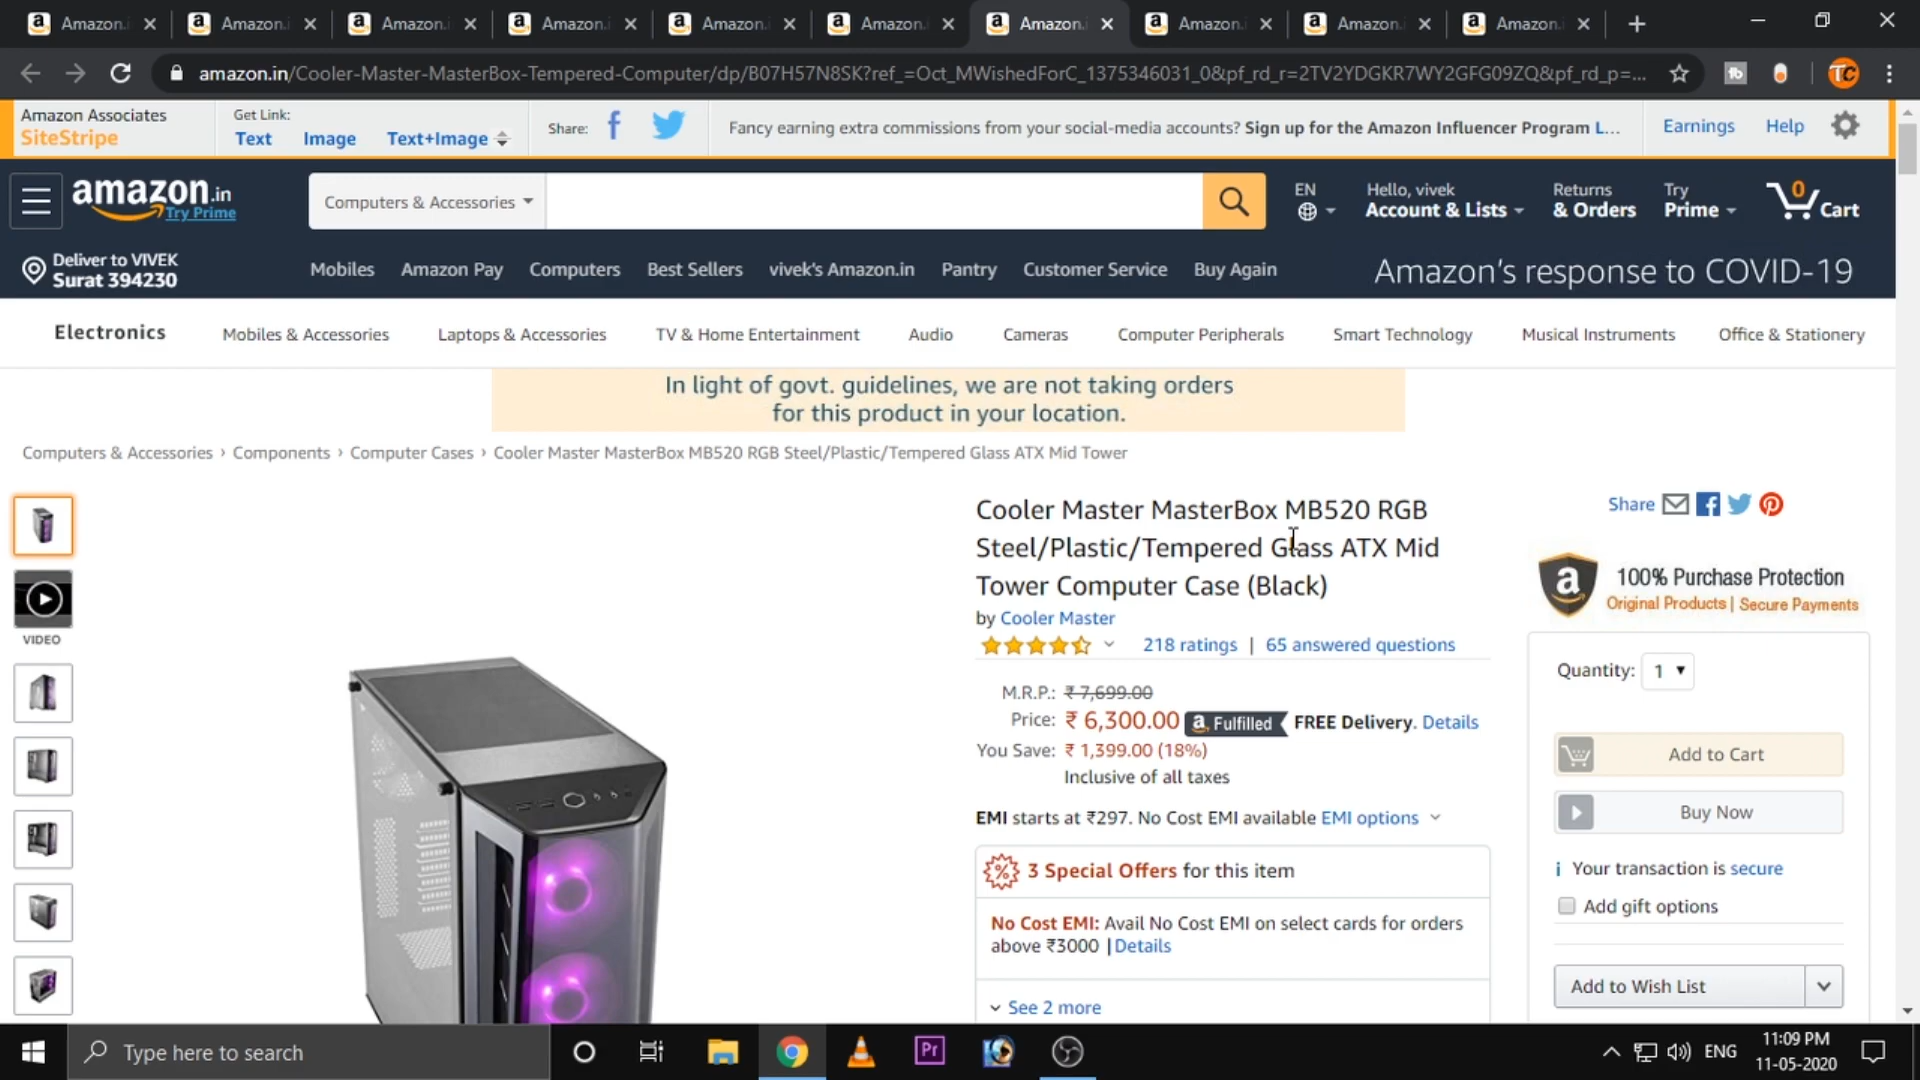 Amazon.i Amazon.i Amazon.i Amazon.i Amazon.i Amazon. Amazon. Amazon. Amazon. Amazon.
amazon.in/Cooler-Master-MasterBox-Tempered-Computer/dp/B07H57N8SK?ref_=Oct_MWishedForC_1375346031_0&pf_rd_r=2TV2YDGKR7WY2GFG09ZQ&pf_rd_p=...
TC
Amazon Associates
SiteStripe
Get Link:
Text Image Text+Image
Share:
Fancy earning extra commissions from your social-media accounts? Sign up for the Amazon Influencer Program L...
Earnings Help
amazon.in
Try Prime
Computers & Accessories
EN
Hello, vivek
Account & Lists
Returns
& Orders
Try
Prime
0
Cart
Deliver to VIVEK
Surat 394230
Mobiles Amazon Pay Computers Best Sellers vivek's Amazon.in Pantry Customer Service Buy Again
Amazon's response to COVID-19
Electronics Mobiles & Accessories Laptops & Accessories TV & Home Entertainment Audio Cameras Computer Peripherals Smart Technology Musical Instruments Office & Stationery
In light of govt. guidelines, we are not taking orders
for this product in your location.
Computers & Accessories › Components › Computer Cases › Cooler Master MasterBox MB520 RGB Steel/Plastic/Tempered Glass ATX Mid Tower
VIDEO
Cooler Master MasterBox MB520 RGB
Steel/Plastic/Tempered Glass ATX Mid
Tower Computer Case (Black)
by Cooler Master
218 ratings | 65 answered questions
M.R.P.: ₹ 7,699.00
Price: ₹ 6,300.00 a Fulfilled FREE Delivery. Details
You Save: ₹ 1,399.00 (18%)
Inclusive of all taxes
EMI starts at ₹297. No Cost EMI available EMI options
3 Special Offers for this item
No Cost EMI: Avail No Cost EMI on select cards for orders
above ₹3000 |Details
See 2 more
Share
100% Purchase Protection
Original Products | Secure Payments
Quantity: 1
Add to Cart
Buy Now
Your transaction is secure
Add gift options
Add to Wish List
Type here to search
Pr
ENG
11:09 PM
11-05-2020